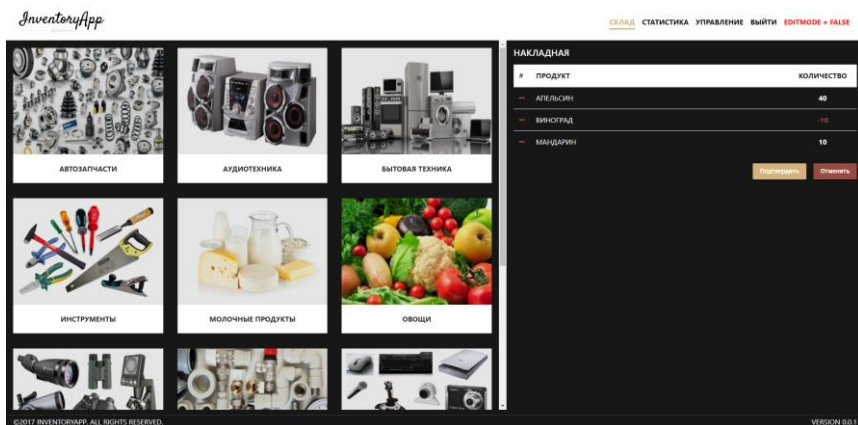 InventoryApp
СКЛАД СТАТИСТИКА УПРАВЛЕНИЕ ВЫЙТИ EDITMODE = FALSE
АВТОЗАПЧАСТИ
АУДИОТЕХНИКА
БЫТОВАЯ ТЕХНИКА
ИНСТРУМЕНТЫ
МОЛОЧНЫЕ ПРОДУКТЫ
ОВОЩИ
НАКЛАДНАЯ
# ПРОДУКТ КОЛИЧЕСТВО
− АПЕЛЬСИН 40
− ВИНОГРАД -10
− МАНДАРИН 10
Подтвердить Отменить
©2017 INVENTORYAPP. ALL RIGHTS RESERVED. VERSION 0.0.1